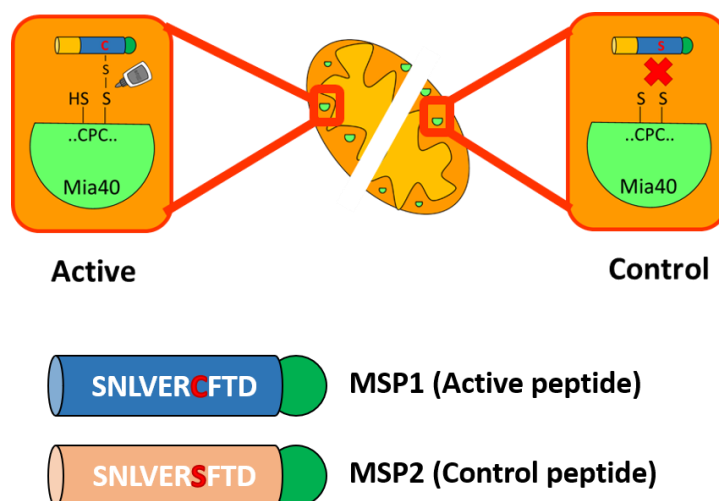 C
S
HS S
..CPC..
Mia40
Active
S
S S
..CPC..
Mia40
Control
SNLVERCFTD MSP1 (Active peptide)
SNLVERSFTD MSP2 (Control peptide)